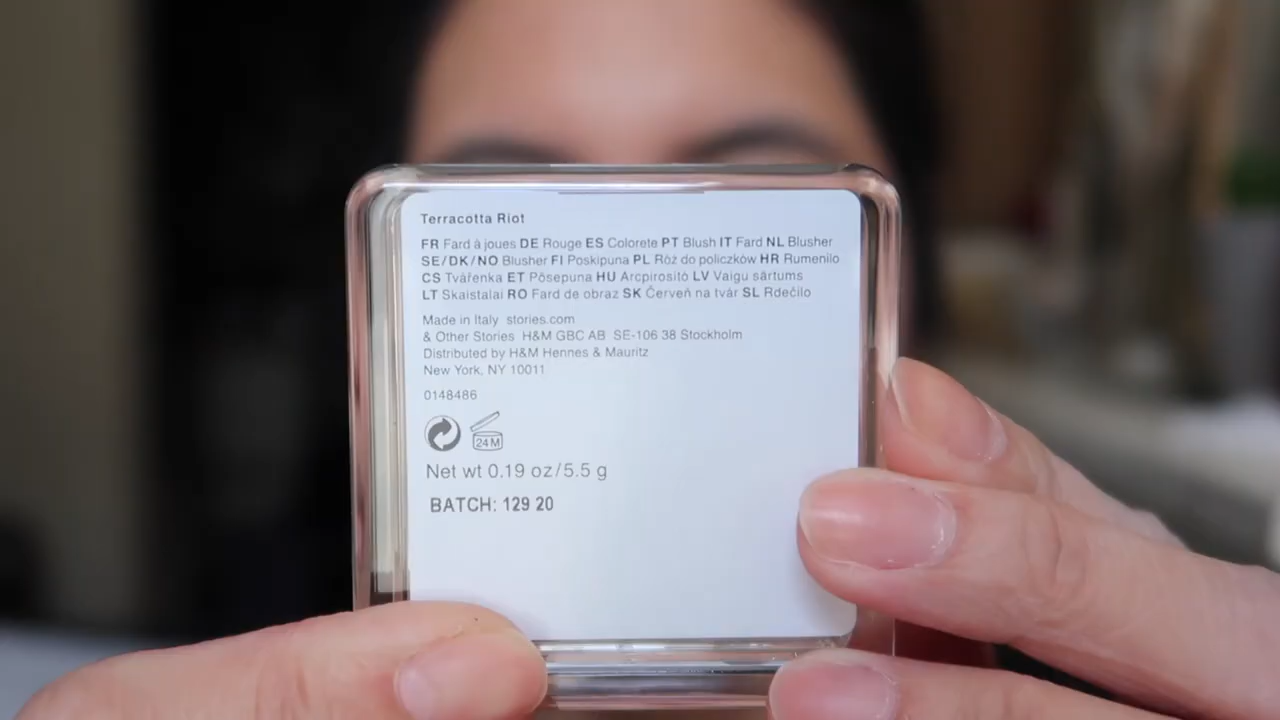 Terracotta Riot
FR Fard à joues DE Rouge ES Colorete PT Blush IT Fard NL Blusher
SE/DK/NO Blusher FI Poskipuna PL Róż do policzków HR Rumenilo
CS Tvářenka ET Põsepuna HU Arcpirosító LV Vaigu sārtums
LT Skaistalai RO Fard de obraz SK Červeň na tvár SL Rdečilo
Made in Italy stories.com
& Other Stories H&M GBC AB SE-106 38 Stockholm
Distributed by H&M Hennes & Mauritz
New York, NY 10011
0148486
24M
Net wt 0.19 oz/5.5 g
BATCH: 129 20